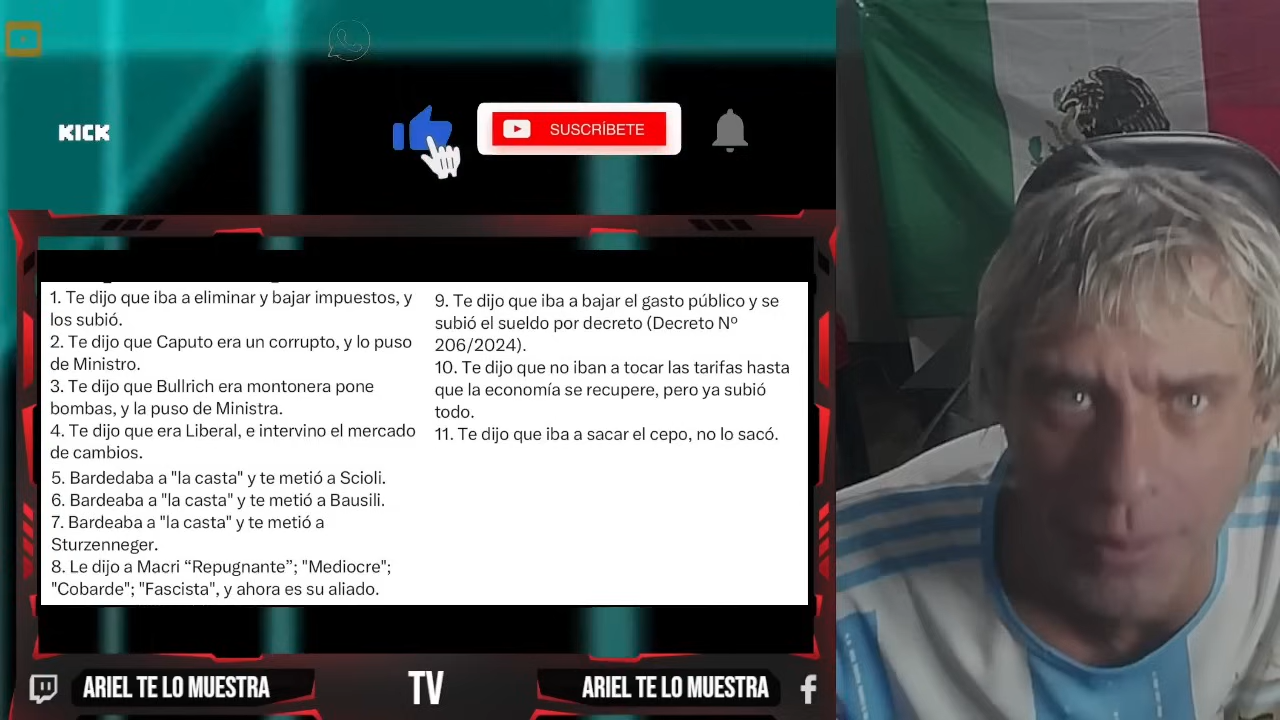 KICK
SUSCRÍBETE
1. Te dijo que iba a eliminar y bajar impuestos, y
los subió.
2. Te dijo que Caputo era un corrupto, y lo puso
de Ministro.
3. Te dijo que Bullrich era montonera pone
bombas, y la puso de Ministra.
4. Te dijo que era Liberal, e intervino el mercado
de cambios.
5. Bardedaba a "la casta" y te metió a Scioli.
6. Bardeaba a "la casta" y te metió a Bausili.
7. Bardeaba a "la casta" y te metió a
Sturzenneger.
8. Le dijo a Macri “Repugnante”; "Mediocre";
"Cobarde"; "Fascista", y ahora es su aliado.
9. Te dijo que iba a bajar el gasto público y se
subió el sueldo por decreto (Decreto Nº
206/2024).
10. Te dijo que no iban a tocar las tarifas hasta
que la economía se recupere, pero ya subió
todo.
11. Te dijo que iba a sacar el cepo, no lo sacó.
ARIEL TE LO MUESTRA
TV
ARIEL TE LO MUESTRA